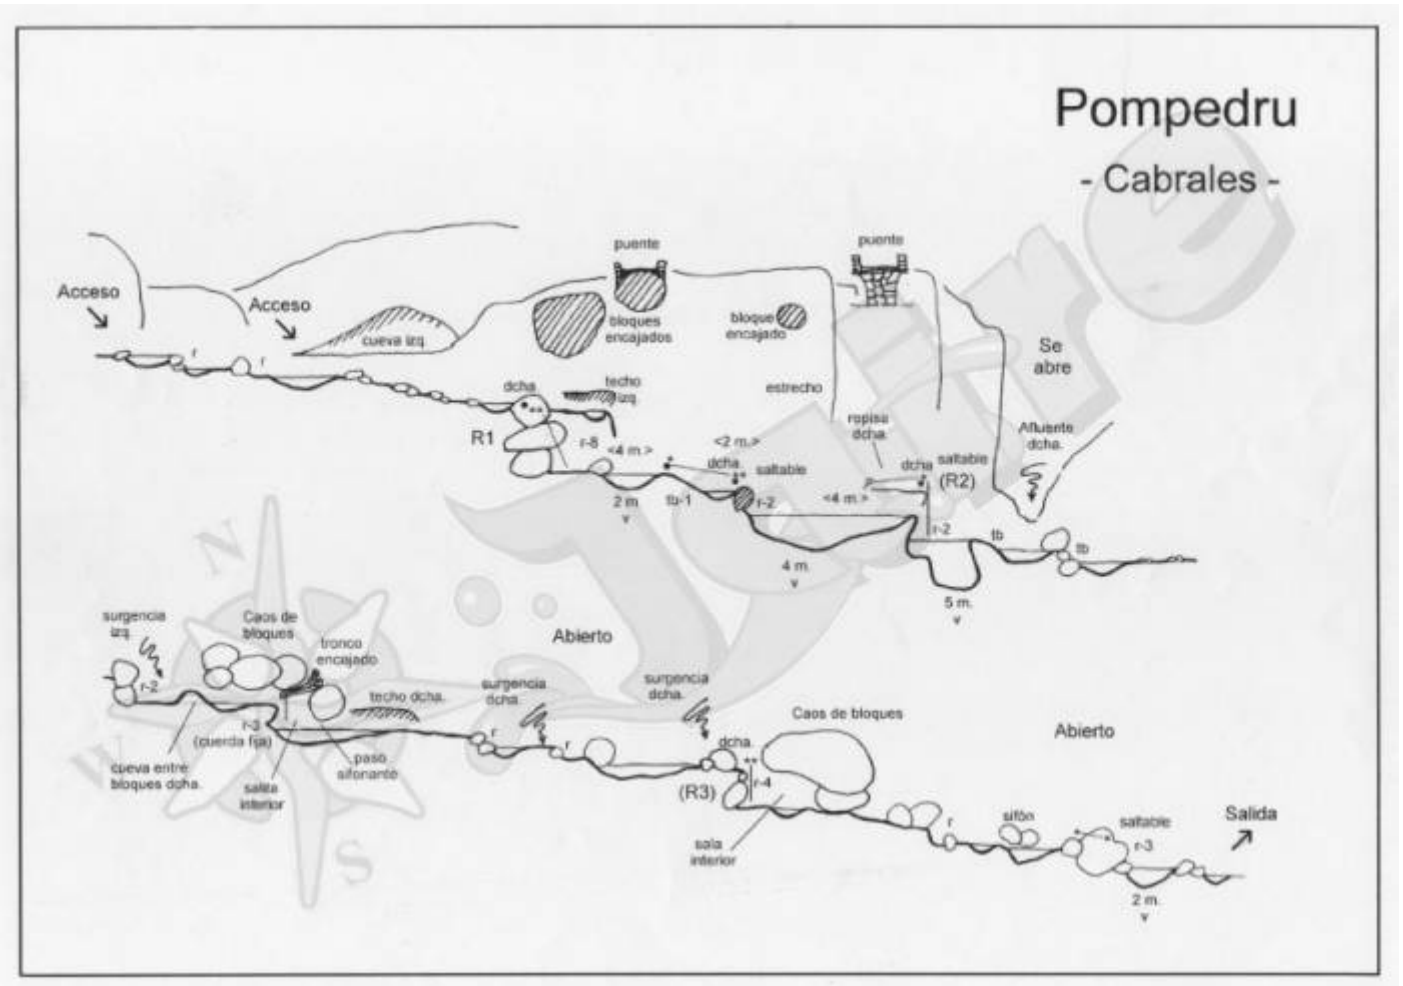 Pompedru
- Cabrales -
puente
puente
Acceso
Acceso
cueva izq.
bloques
encajados
bloque
encajado
Se
abre
dcha
techo
izq.
estrecho
R1
r
r
r-8
<4 m.>
<2 m.>
dcha.
saltable
ropisa
dcha.
dcha
saltable
(R2)
Afluente
dcha.
2 m
v
tb-1
r-2
<4 m.>
r-2
tb
tb
4 m.
v
5 m.
v
N
W
S
surgencia
izq.
Caos de
bloques
tronco
encajado
Abierto
r-2
techo dcha.
surgencia
dcha.
surgencia
dcha.
Caos de bloques
Abierto
r-3
(cuerda fija)
r
cueva entre
bloques dcha.
salita
interior
paso
sifonante
r
r
dcha.
(R3)
r-4
sala
interior
r
sifón
saltable
r-3
Salida
2 m.
v